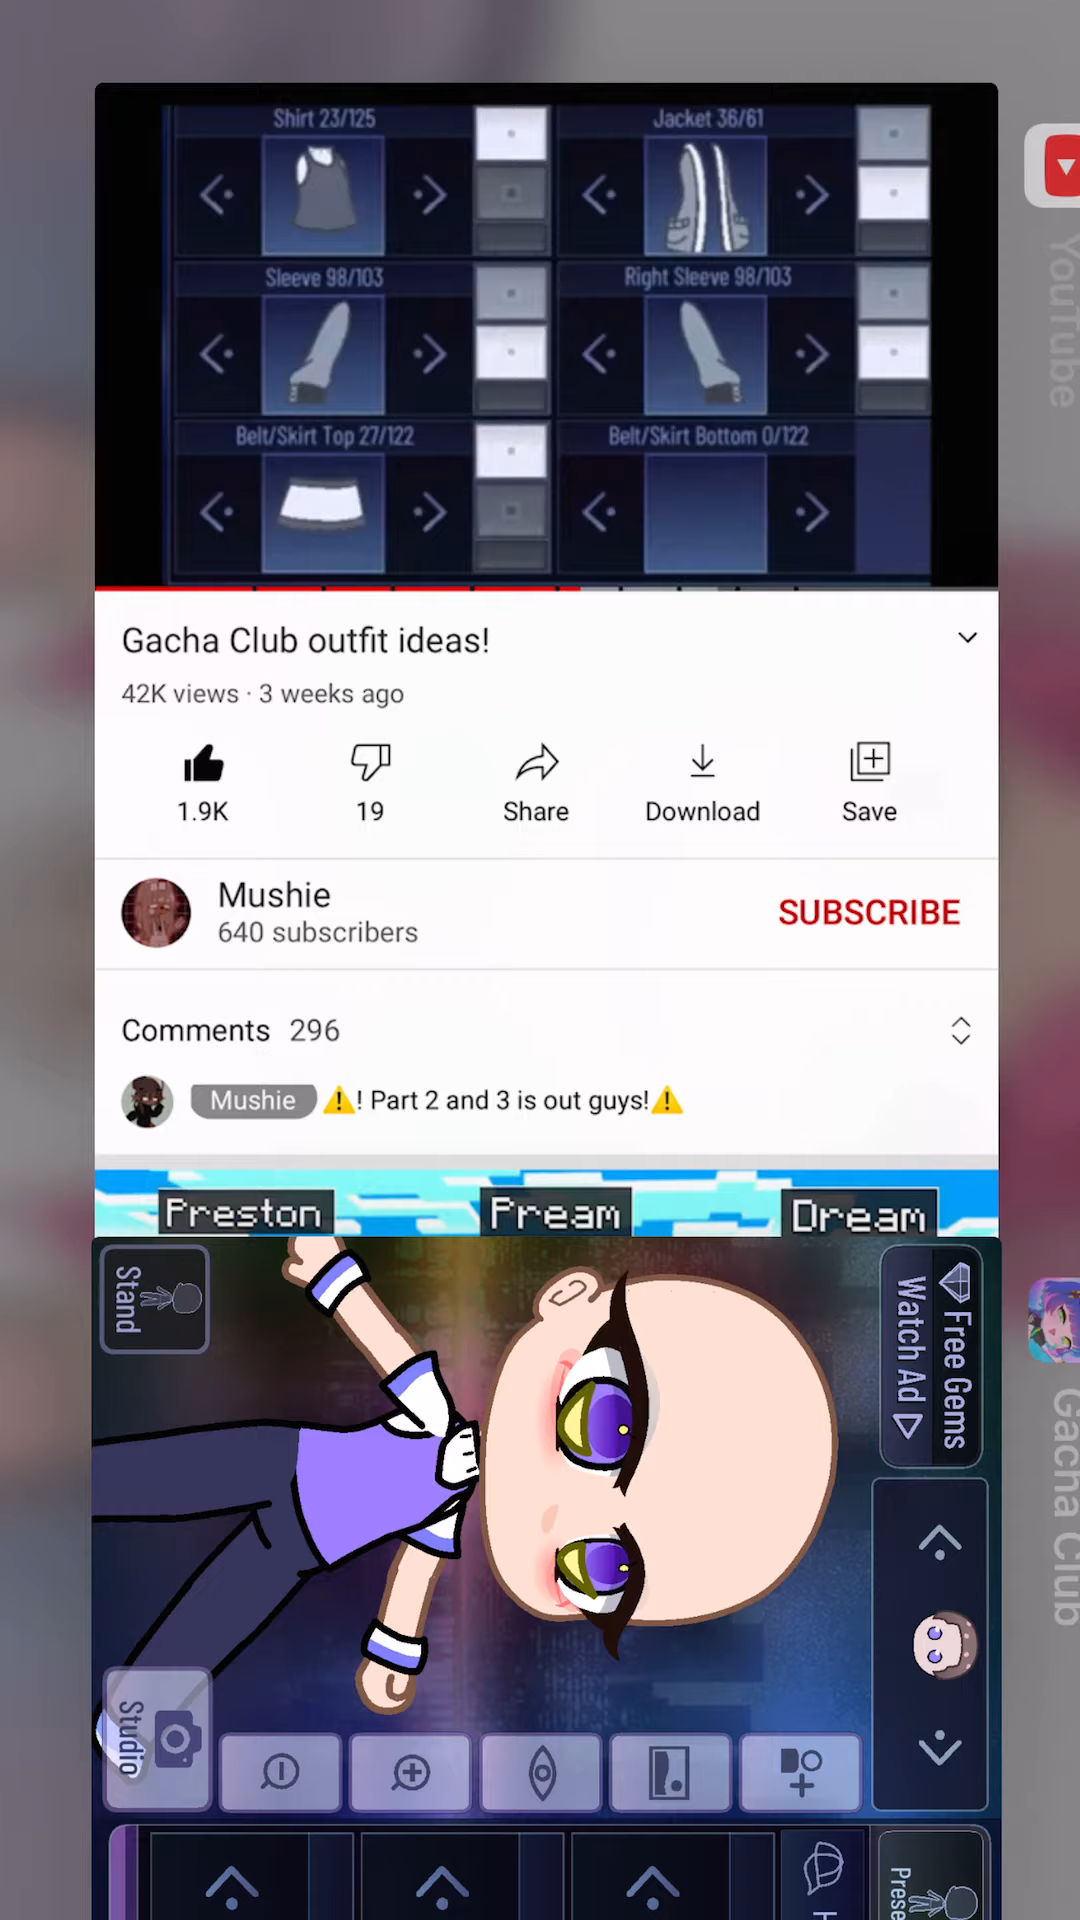 Shirt 23/125
Jacket 36/61
Sleeve 98/103
Right Sleeve 98/103
Belt/Skirt Top 27/122
Belt/Skirt Bottom 0/122
YouTube
Gacha Club outfit ideas!
42K views · 3 weeks ago
1.9K
19
Share
Download
Save
Mushie
640 subscribers
SUBSCRIBE
Comments 296
Mushie ⚠️! Part 2 and 3 is out guys!⚠️
Preston
Pream
Dream
Stand
Free Gems
Watch Ad
Gacha Club
Studio
Prese
H